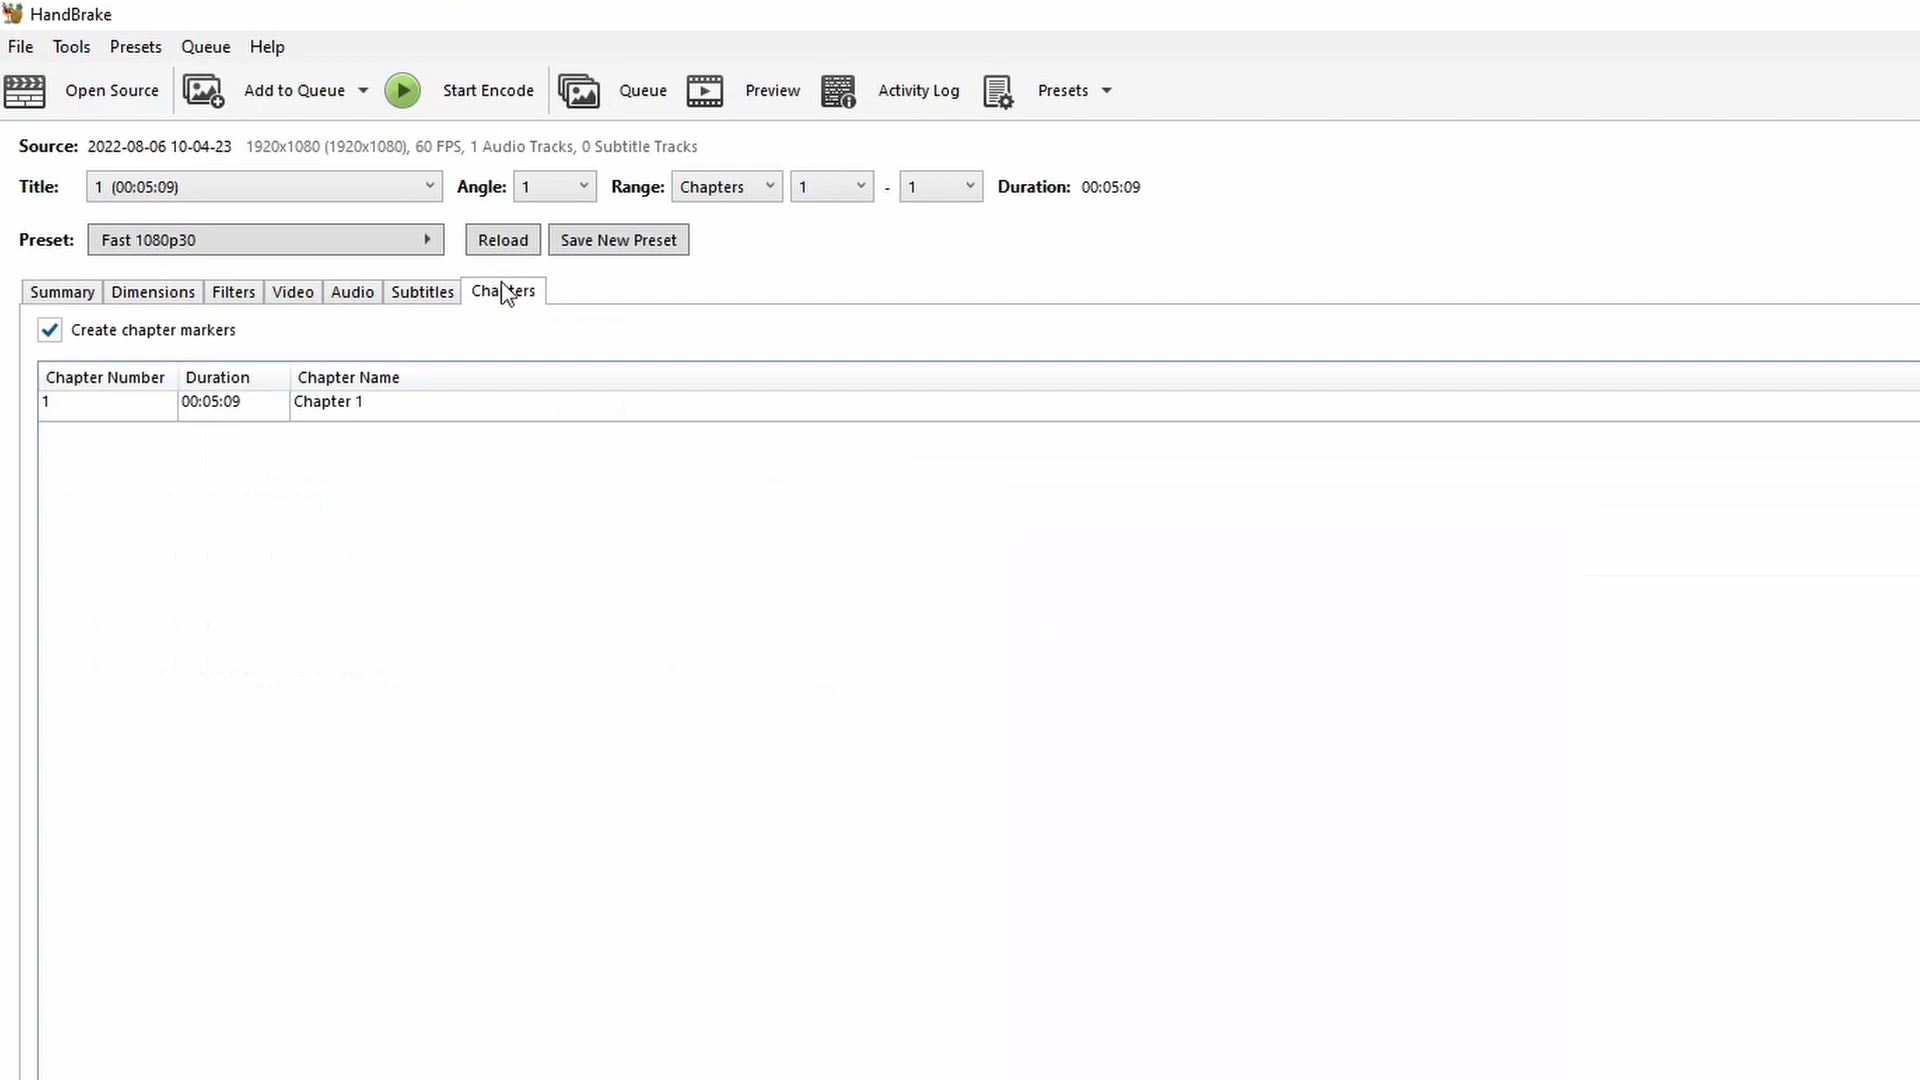 HandBrake
File Tools Presets Queue Help
Open Source Add to Queue Start Encode Queue Preview Activity Log Presets
Source: 2022-08-06 10-04-23 1920x1080 (1920x1080), 60 FPS, 1 Audio Tracks, 0 Subtitle Tracks
Title: 1 (00:05:09) Angle: 1 Range: Chapters 1 - 1 Duration: 00:05:09
Preset: Fast 1080p30 Reload Save New Preset
Summary Dimensions Filters Video Audio Subtitles Chapters
Create chapter markers
Chapter Number Duration Chapter Name
1 00:05:09 Chapter 1